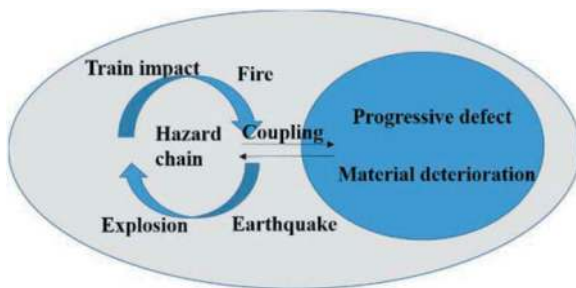 Train impact
Fire
Hazard
chain
Coupling
Explosion
Earthquake
Progressive defect
Material deterioration